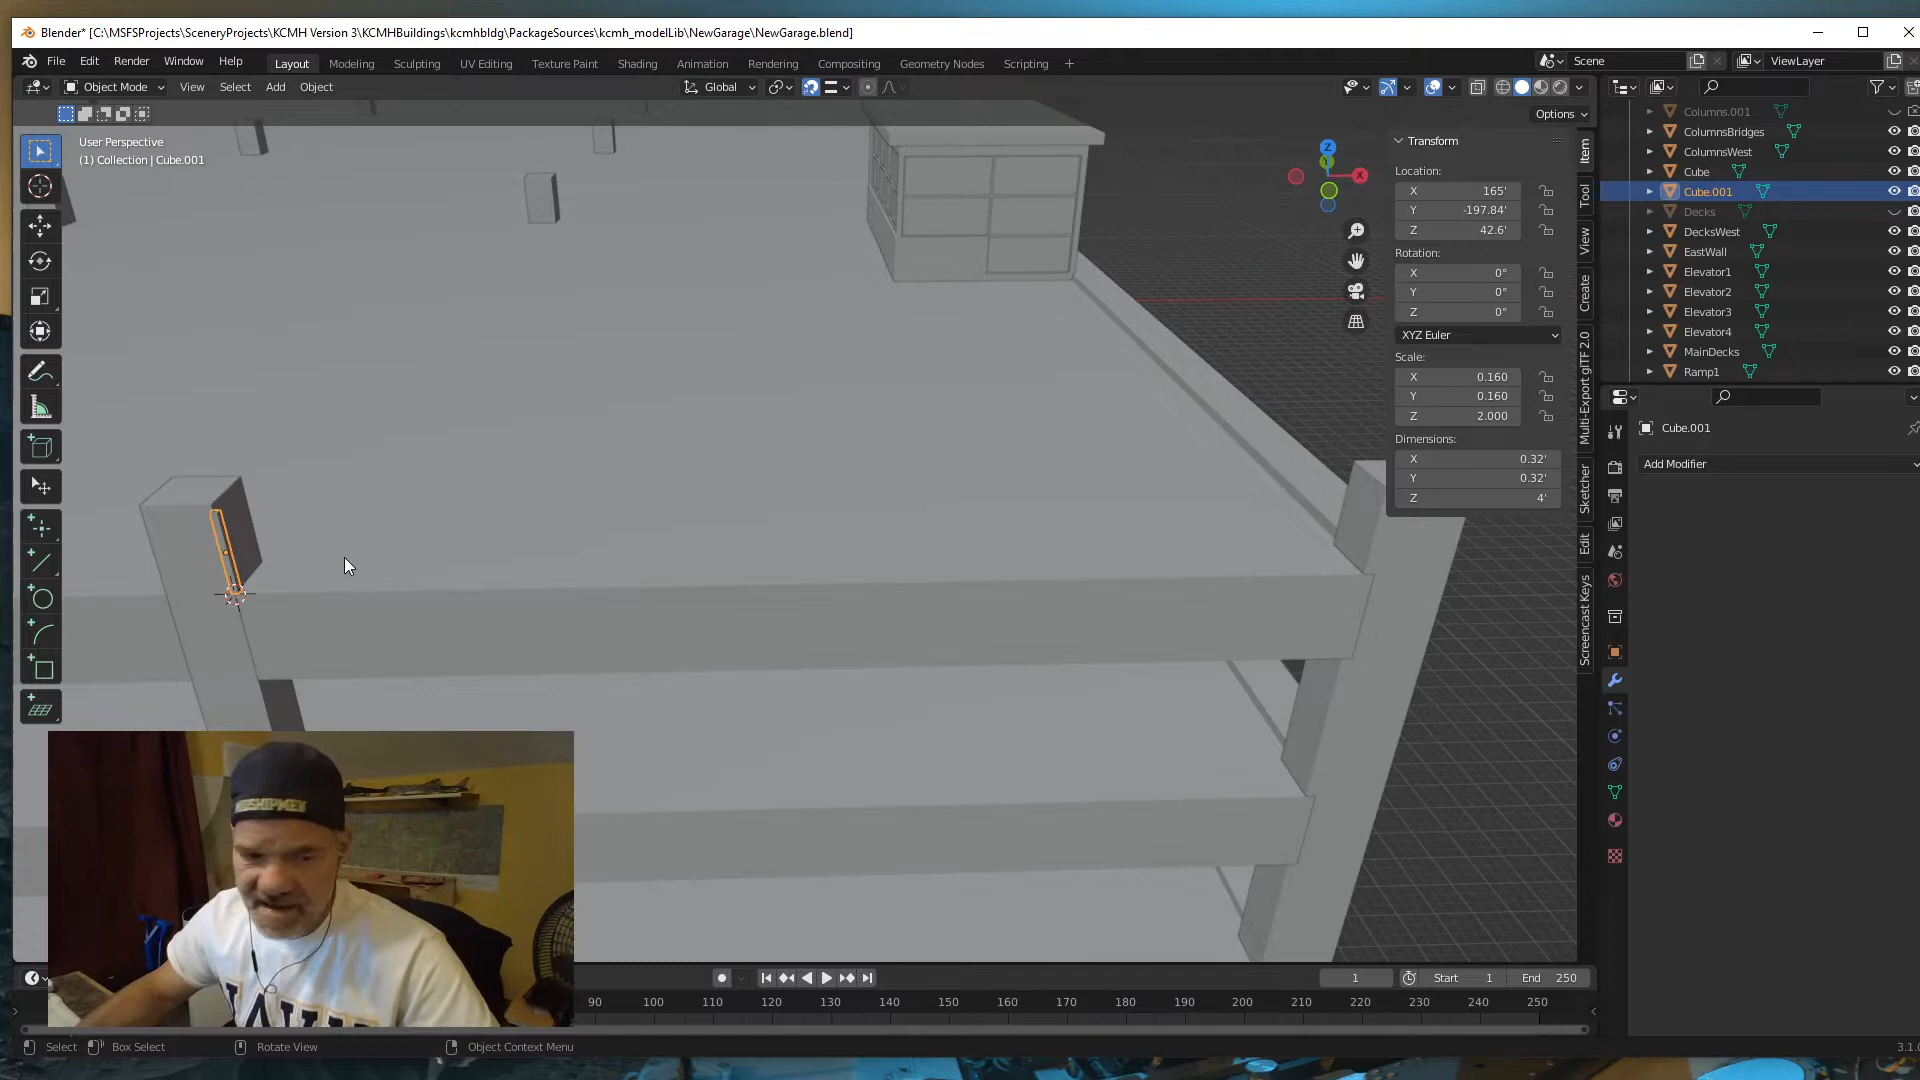 Blender* [C:\MSFSProjects\SceneryProjects\KCMH Version 3\KCMHBuildings\kcmhbldg\PackageSources\kcmh_modelLib\NewGarage\NewGarage.blend]
File Edit Render Window Help Layout Modeling Sculpting UV Editing Texture Paint Shading Animation Rendering Compositing Geometry Nodes Scripting + Scene ViewLayer
Object Mode View Select Add Object Global
Options
User Perspective
(1) Collection | Cube.001
Transform
Location:
X 165'
Y -197.84'
Z 42.6'
Rotation:
X 0°
Y 0°
Z 0°
XYZ Euler
Scale:
X 0.160
Y 0.160
Z 2.000
Dimensions:
X 0.32'
Y 0.32'
Z 4'
Z
X
Item
Tool
View
Create
Multi-Export glTF 2.0
Sketcher
Edit
Screencast Keys
Columns.001
ColumnsBridges
ColumnsWest
Cube
Cube.001
Decks
DecksWest
EastWall
Elevator1
Elevator2
Elevator3
Elevator4
MainDecks
Ramp1
Cube.001
Add Modifier
1 Start 1 End 250
90 100 110 120 130 140 150 160 170 180 190 200 210 220 230 240 250
Select Box Select Rotate View Object Context Menu